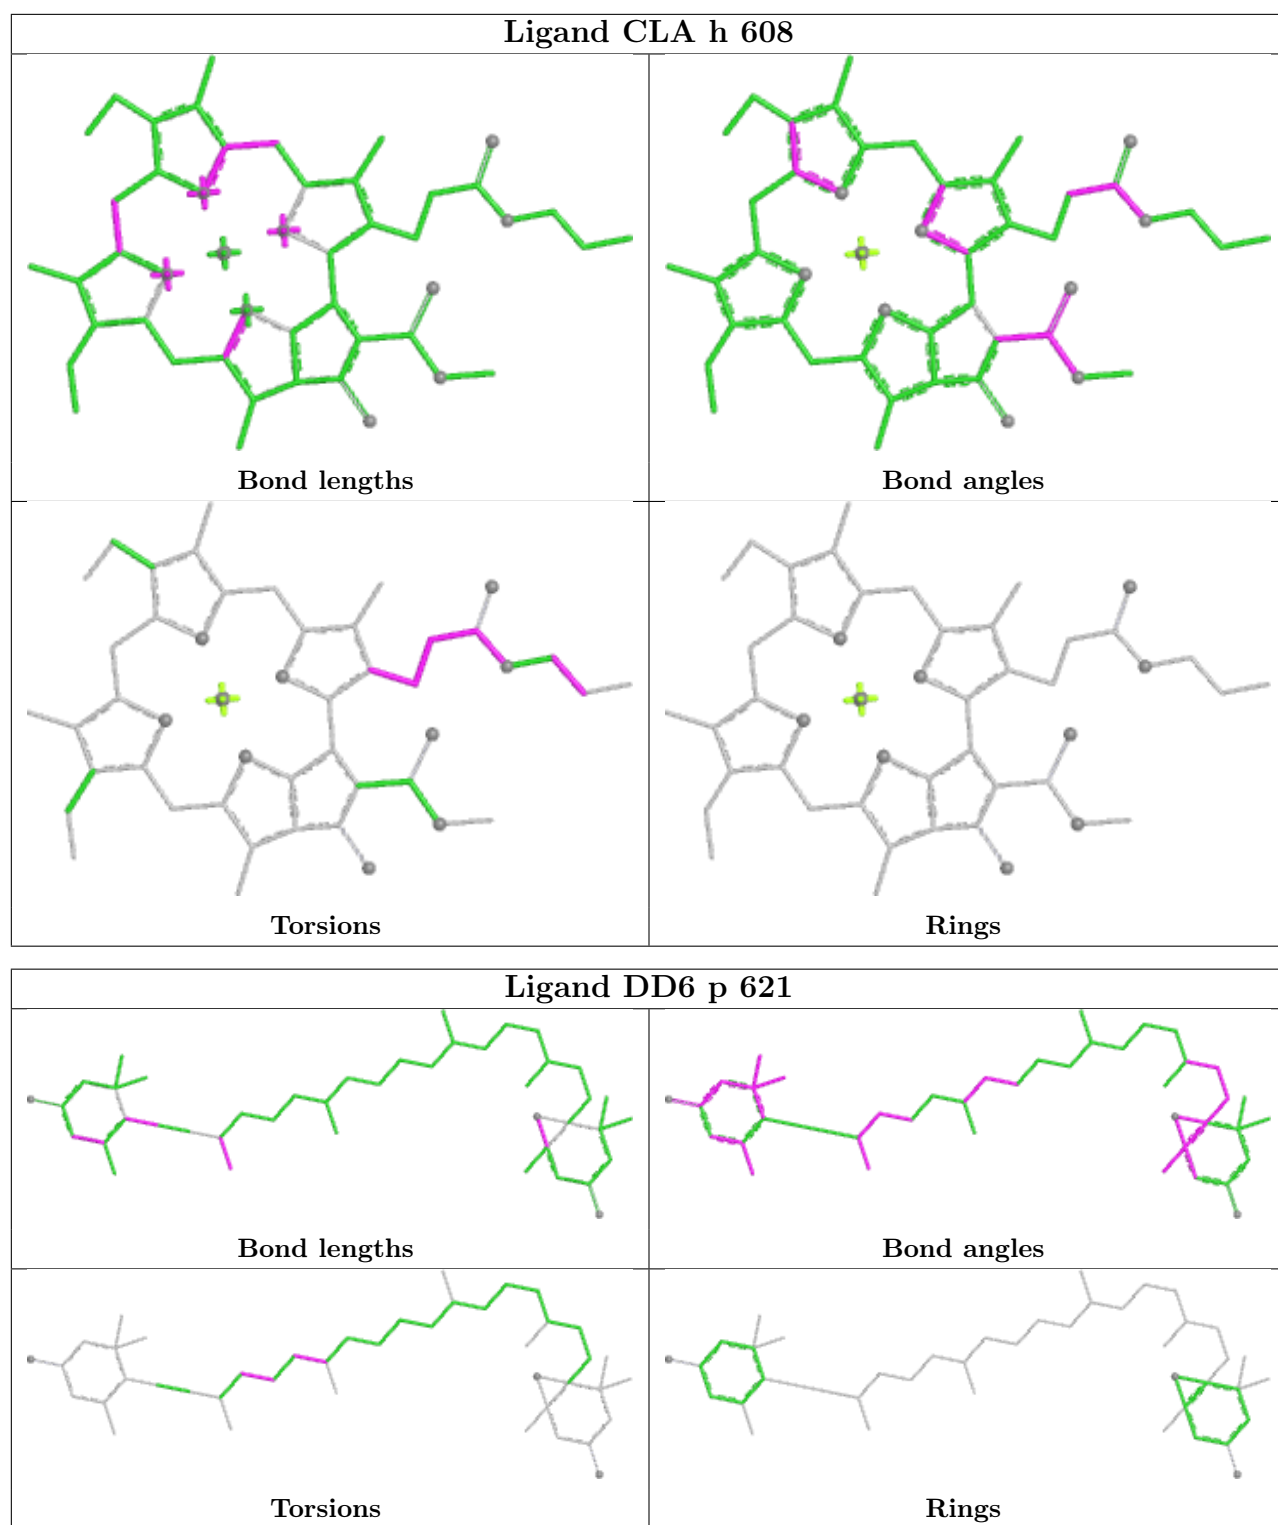 Ligand CLA h 608
Bond lengths
Bond angles
Torsions
Rings
Ligand DD6 p 621
Bond lengths
Bond angles
Torsions
Rings